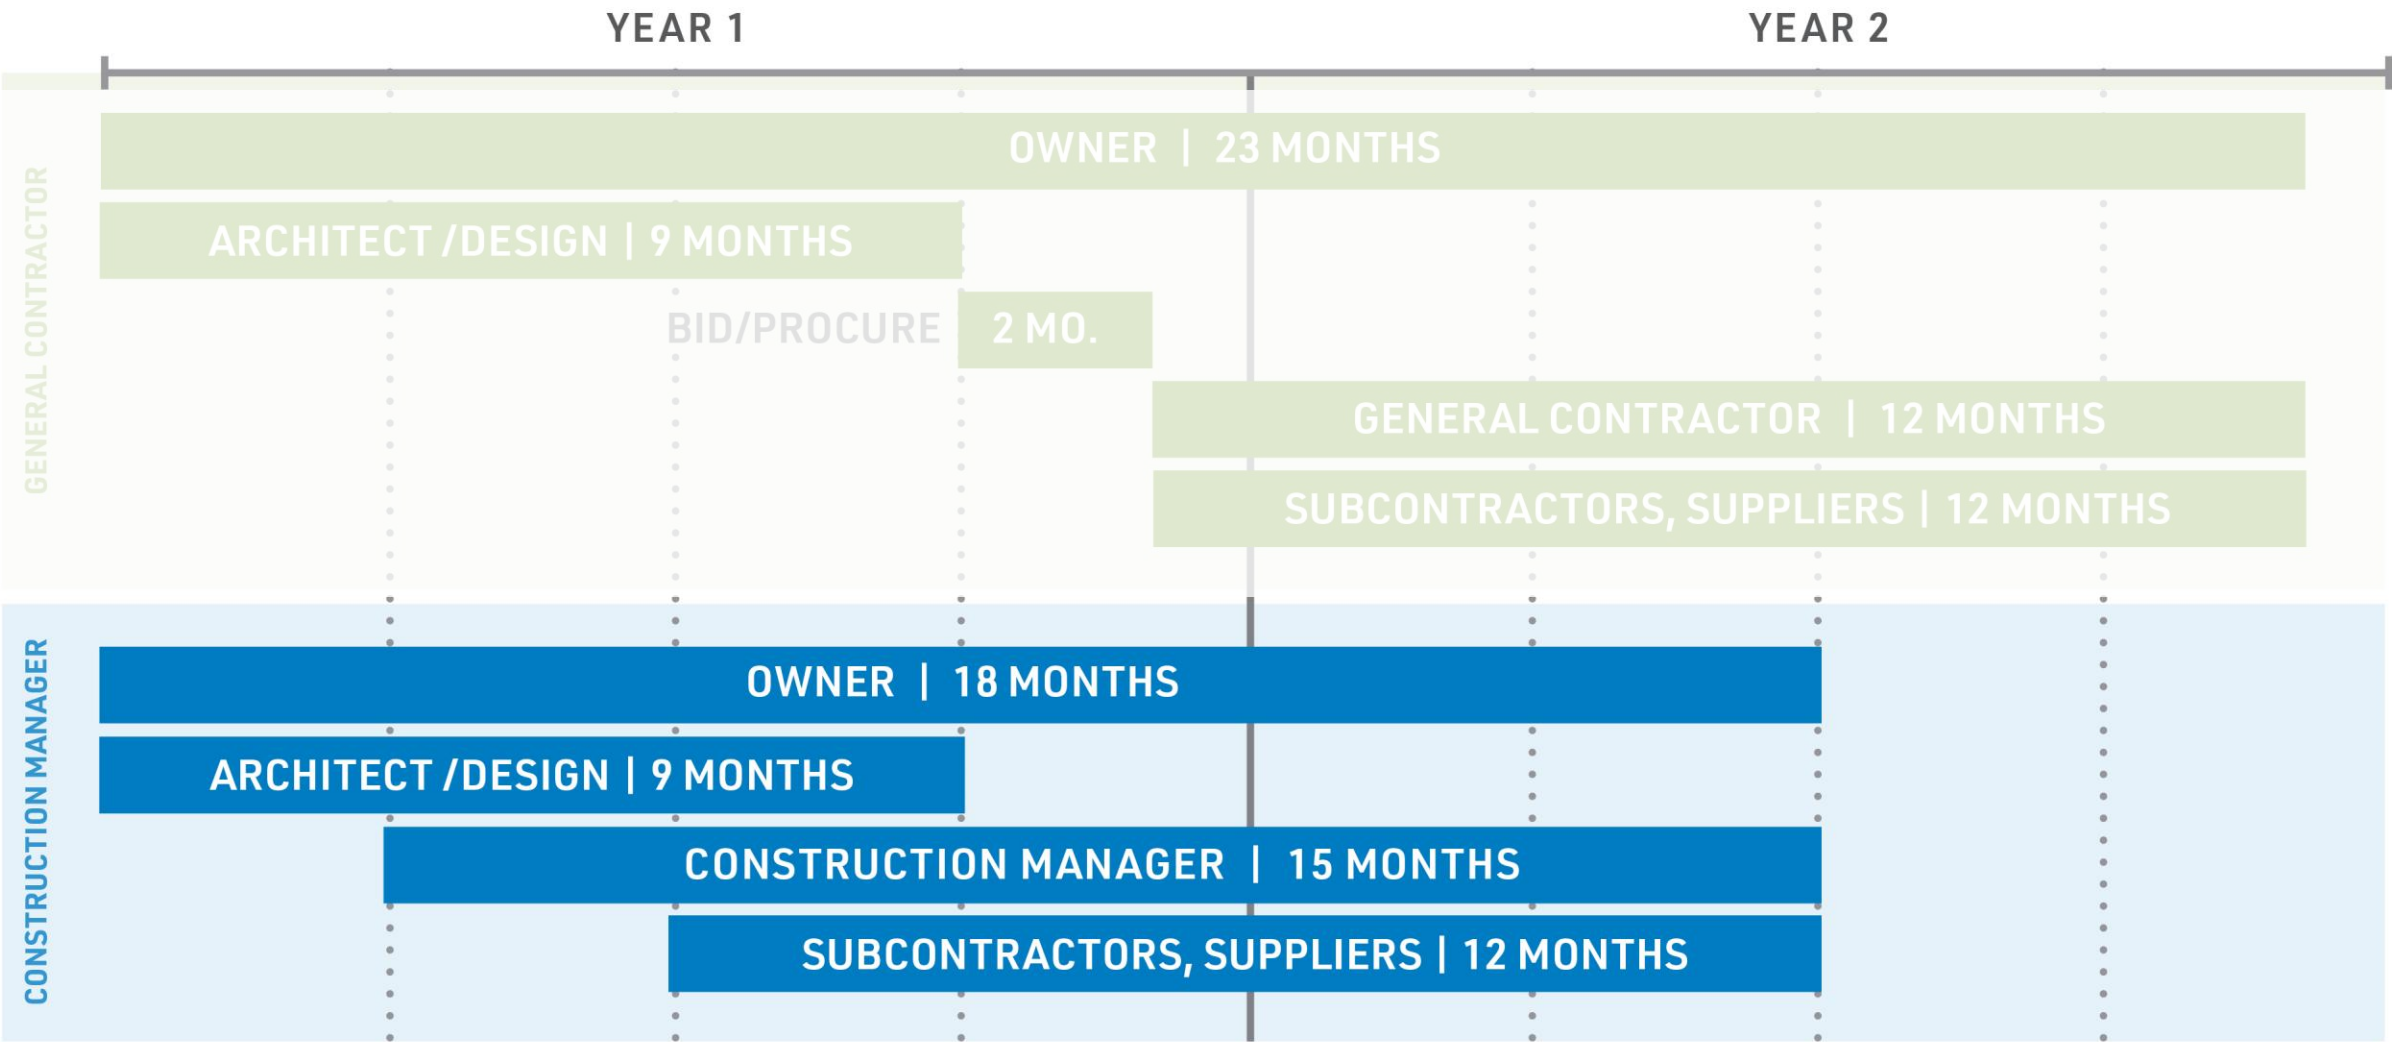 YEAR 1
YEAR 2
GENERAL CONTRACTOR
OWNER | 23 MONTHS
ARCHITECT /DESIGN | 9 MONTHS
BID/PROCURE 2 MO.
GENERAL CONTRACTOR | 12 MONTHS
SUBCONTRACTORS, SUPPLIERS | 12 MONTHS
CONSTRUCTION MANAGER
OWNER | 18 MONTHS
ARCHITECT /DESIGN | 9 MONTHS
CONSTRUCTION MANAGER | 15 MONTHS
SUBCONTRACTORS, SUPPLIERS | 12 MONTHS